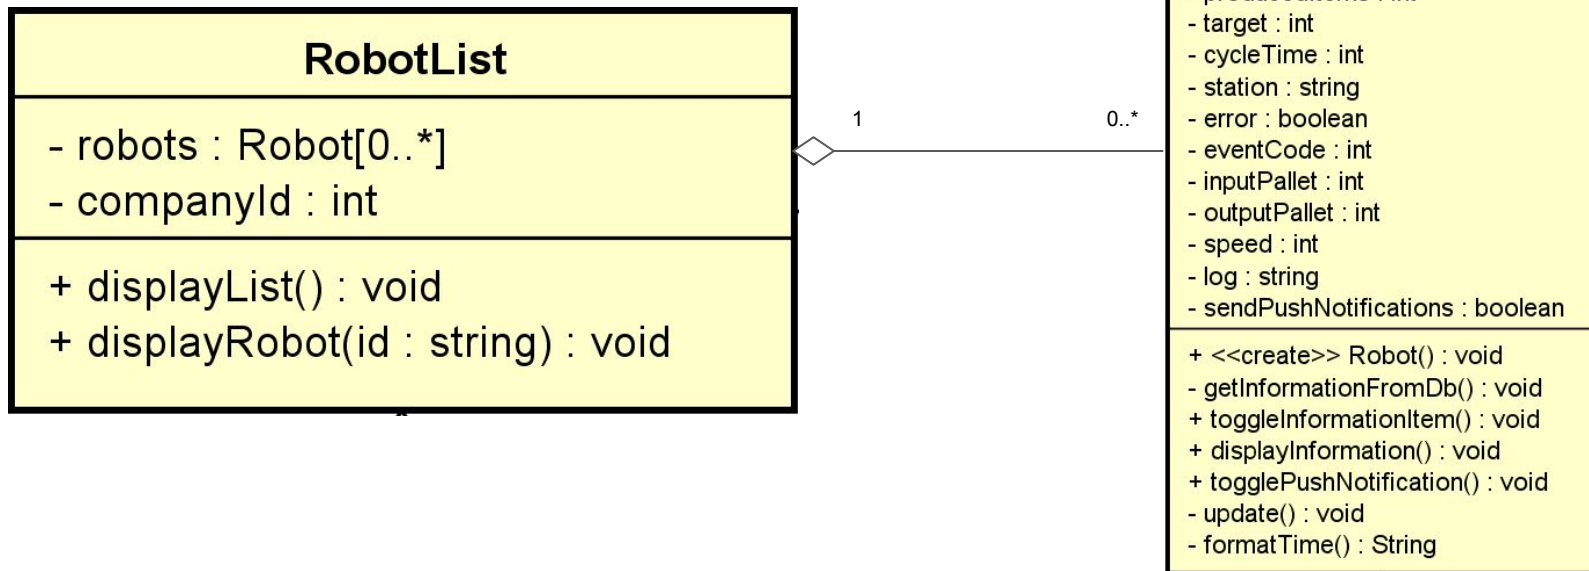 RobotList
- robots : Robot[0..*]
- companyId : int
+ displayList() : void
+ displayRobot(id : string) : void
1
0..*
- target : int
- cycleTime : int
- station : string
- error : boolean
- eventCode : int
- inputPallet : int
- outputPallet : int
- speed : int
- log : string
- sendPushNotifications : boolean
+ <<create>> Robot() : void
- getInformationFromDb() : void
+ toggleInformationItem() : void
+ displayInformation() : void
+ togglePushNotification() : void
- update() : void
- formatTime() : String